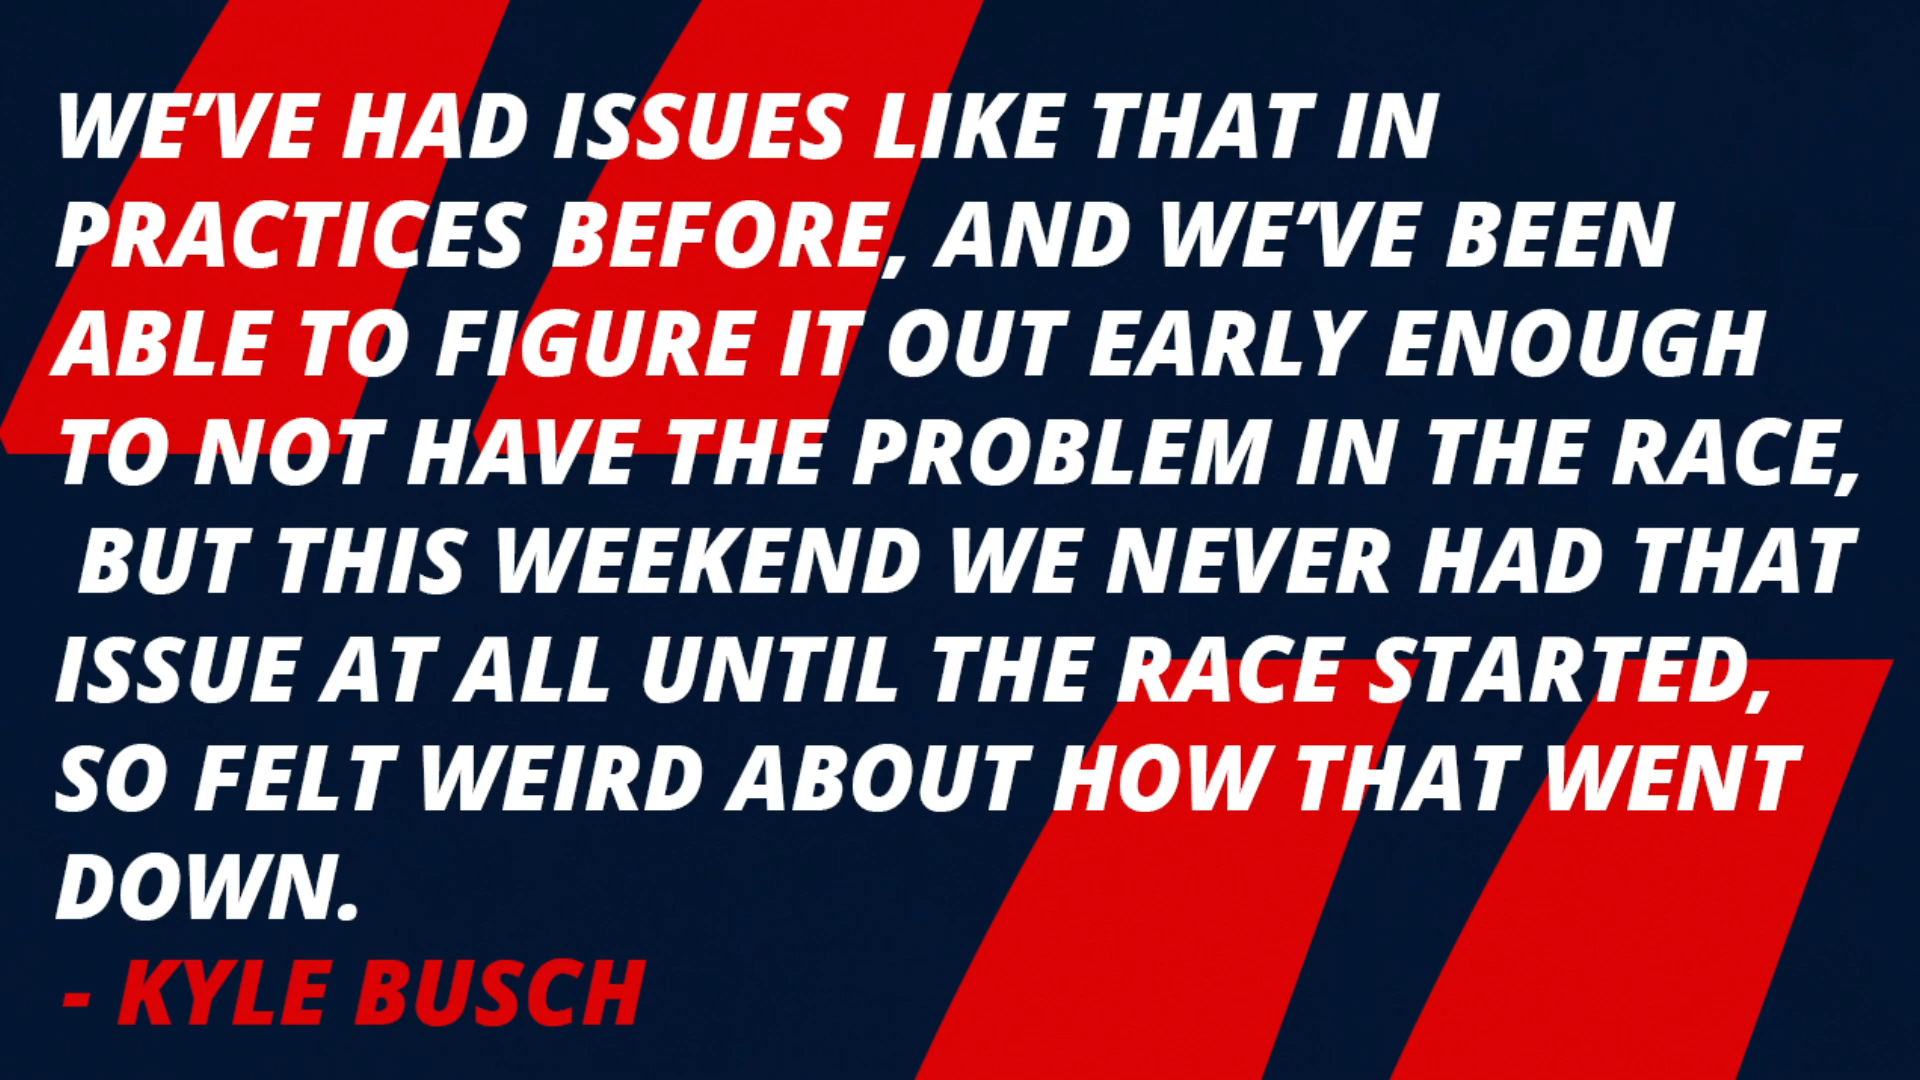 WE’VE HAD ISSUES LIKE THAT IN
PRACTICES BEFORE, AND WE’VE BEEN
ABLE TO FIGURE IT OUT EARLY ENOUGH
TO NOT HAVE THE PROBLEM IN THE RACE,
BUT THIS WEEKEND WE NEVER HAD THAT
ISSUE AT ALL UNTIL THE RACE STARTED,
SO FELT WEIRD ABOUT HOW THAT WENT
DOWN.
- KYLE BUSCH